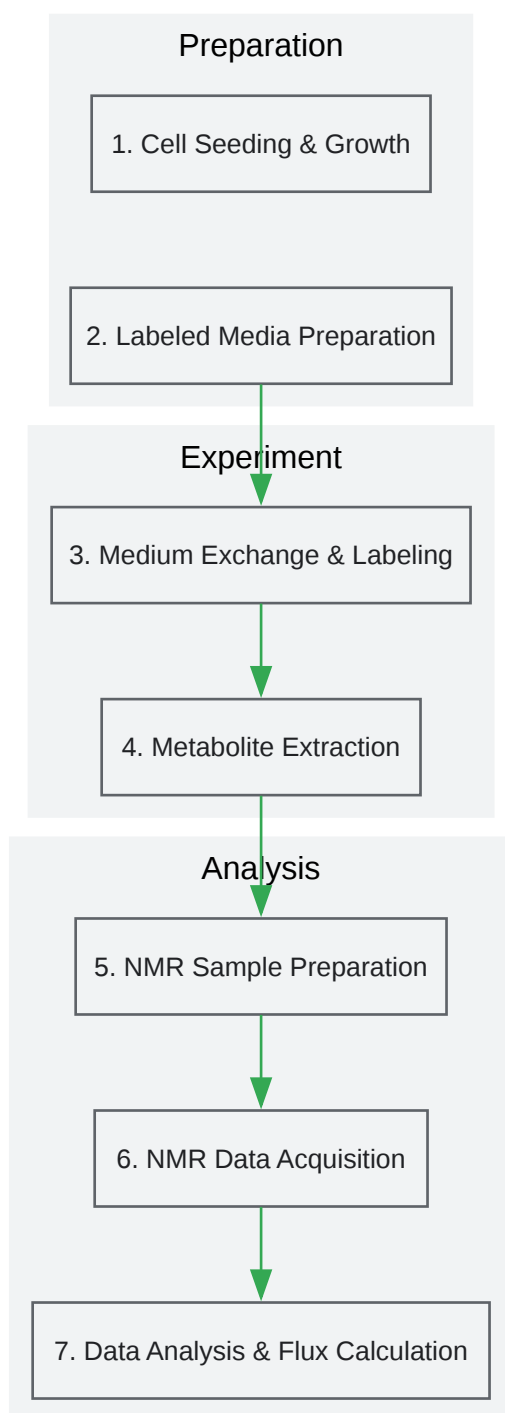 Preparation
1. Cell Seeding & Growth
2. Labeled Media Preparation
Experiment
3. Medium Exchange & Labeling
4. Metabolite Extraction
Analysis
5. NMR Sample Preparation
6. NMR Data Acquisition
7. Data Analysis & Flux Calculation